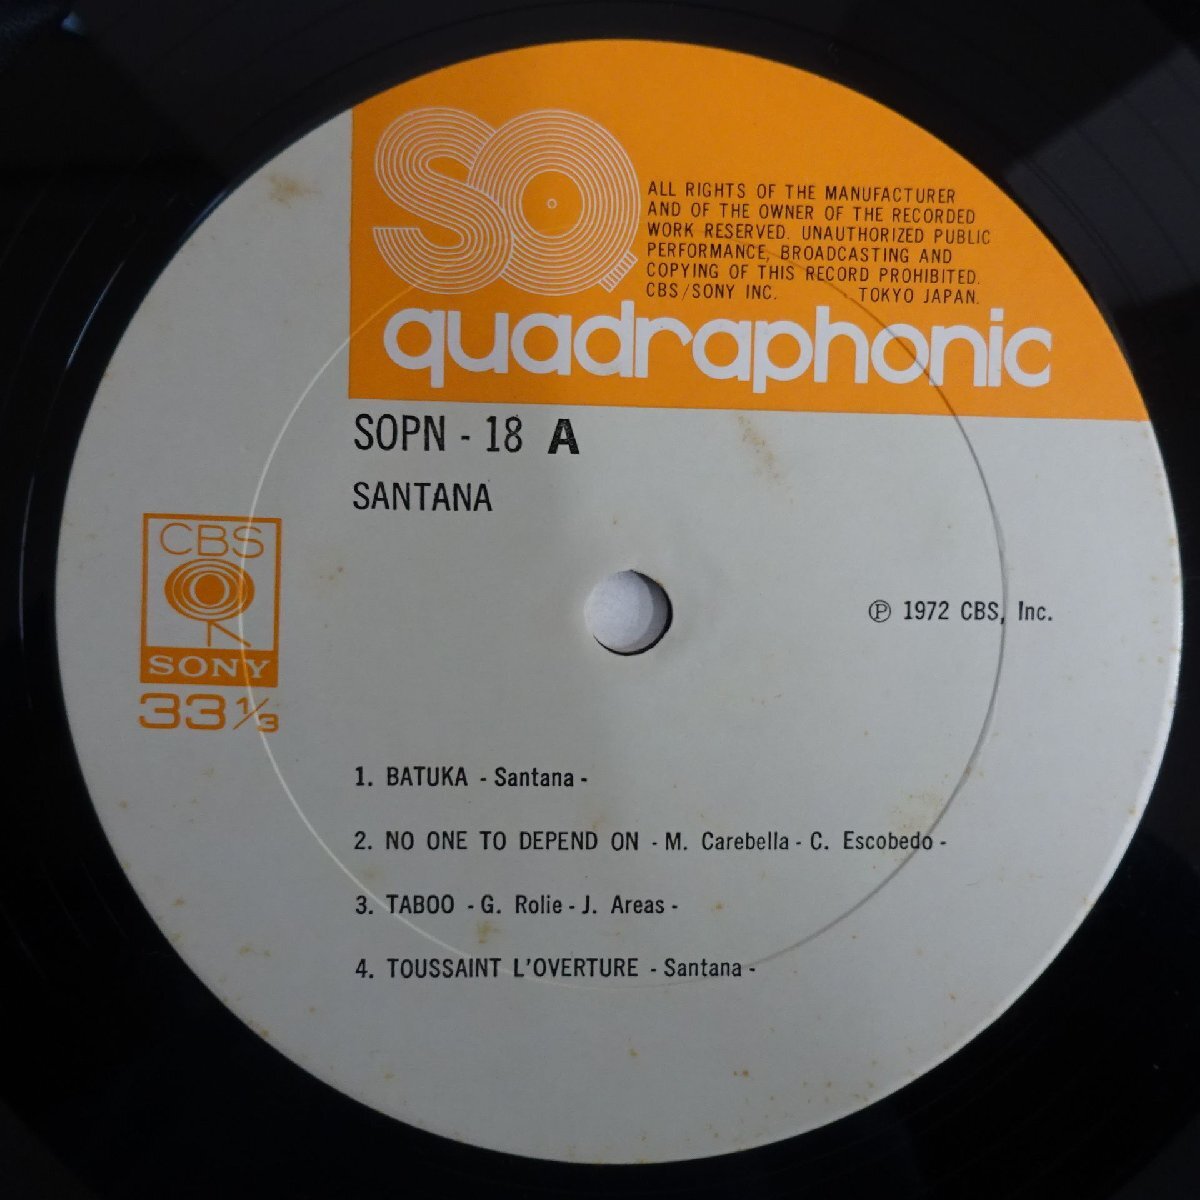 SQ
ALL RIGHTS OF THE MANUFACTURER
AND OF THE OWNER OF THE RECORDED
WORK RESERVED. UNAUTHORIZED PUBLIC
PERFORMANCE, BROADCASTING AND
COPYING OF THIS RECORD PROHIBITED.
CBS/SONY INC. TOKYO JAPAN.
quadraphonic
SOPN - 18 A
SANTANA
CBS
SONY
33 1/3
℗ 1972 CBS, Inc.
1. BATUKA - Santana -
2. NO ONE TO DEPEND ON - M. Carebella - C. Escobedo -
3. TABOO - G. Rolie - J. Areas -
4. TOUSSAINT L'OVERTURE - Santana -